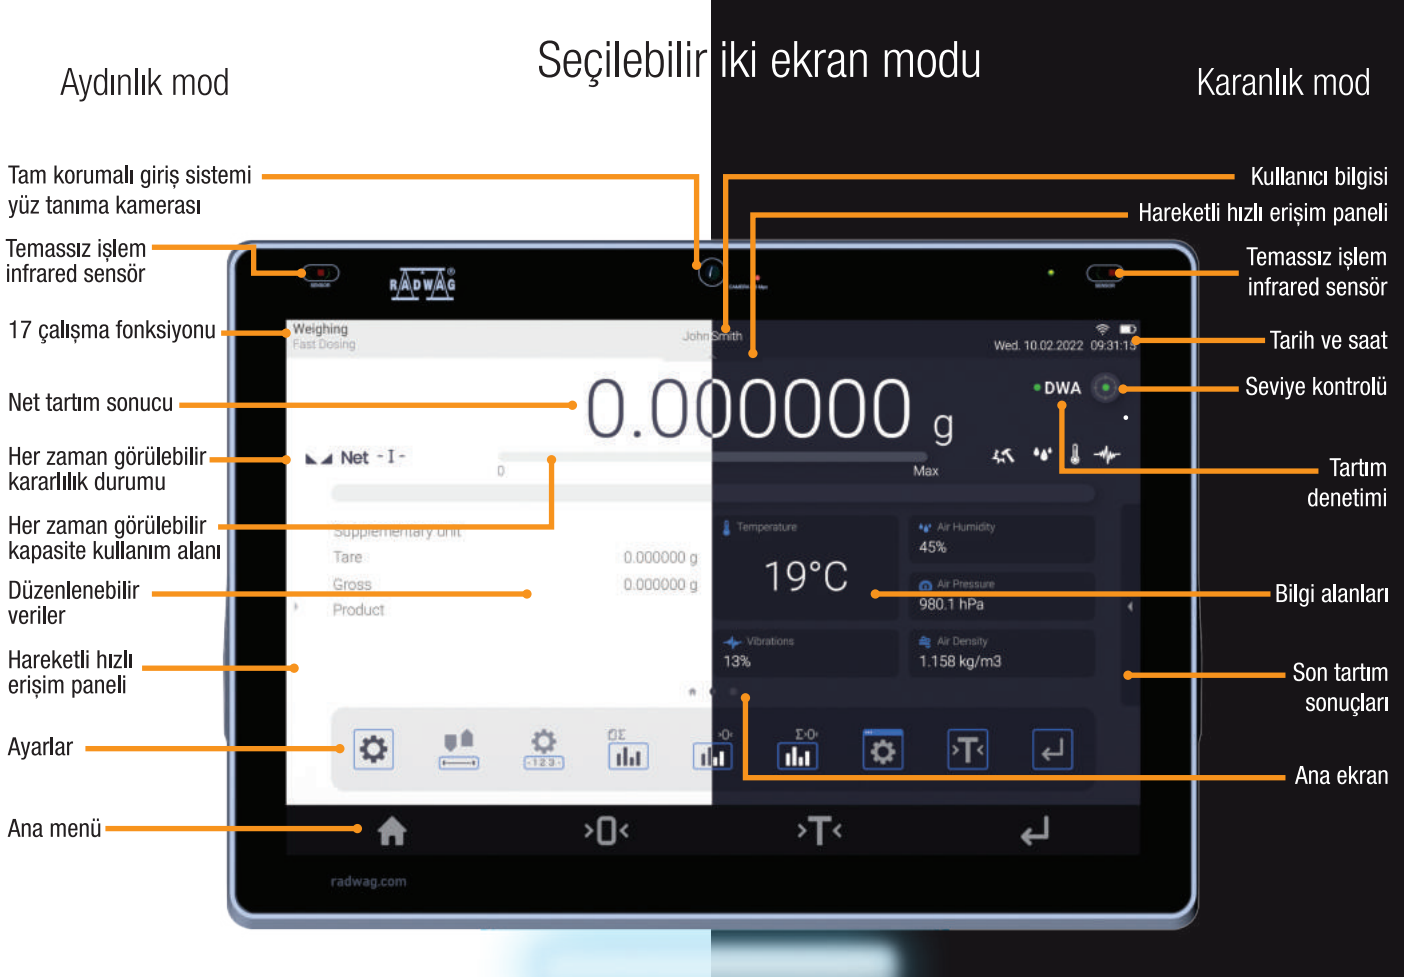 Seçilebilir iki ekran modu
Aydınlık mod
Karanlık mod
Tam korumalı giriş sistemi
yüz tanıma kamerası
Temassız işlem
infrared sensör
17 çalışma fonksiyonu
Net tartım sonucu
Her zaman görülebilir
kararlılık durumu
Her zaman görülebilir
kapasite kullanım alanı
Düzenlenebilir
veriler
Hareketli hızlı
erişim paneli
Ayarlar
Ana menü
Kullanıcı bilgisi
Hareketli hızlı erişim paneli
Temassız işlem
infrared sensör
Tarih ve saat
Seviye kontrolü
Tartım
denetimi
Bilgi alanları
Son tartım
sonuçları
Ana ekran
SENSOR
RADWAG®
SENSOR
Weighing
Fast Dosing
John Smith
Wed. 10.02.2022 09:31:15
0.000000 g
DWA
Net -I-
0
Max
Supplementary unit
Tare 0.000000 g
Gross 0.000000 g
Product
Temperature
19°C
Air Humidity
45%
Air Pressure
980.1 hPa
Vibrations
13%
Air Density
1.158 kg/m3
-123-
Σ
>0<
Σ>0<
>T<
>0<
>T<
radwag.com